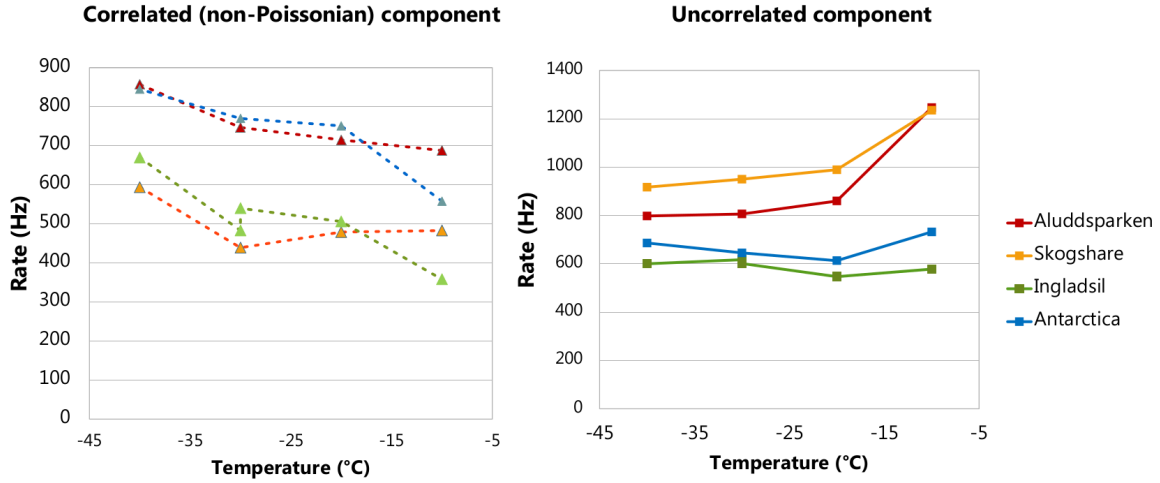 Correlated (non-Poissonian) component
900
800
700
600
500
400
300
200
100
0
Rate (Hz)
-45
-35
-25
-15
-5
Temperature (°C)
Uncorrelated component
1400
1200
1000
800
600
400
200
0
Rate (Hz)
-45
-35
-25
-15
-5
Temperature (°C)
Aluddsparken
Skogshare
Ingladsil
Antarctica